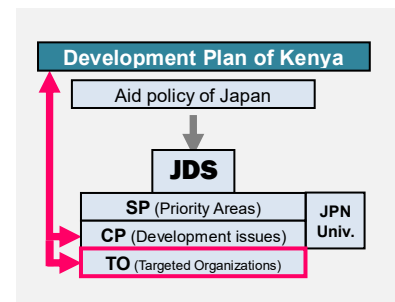 Development Plan of Kenya
Aid policy of Japan
JDS
SP (Priority Areas)
CP (Development issues)
JPN
Univ.
TO (Targeted Organizations)